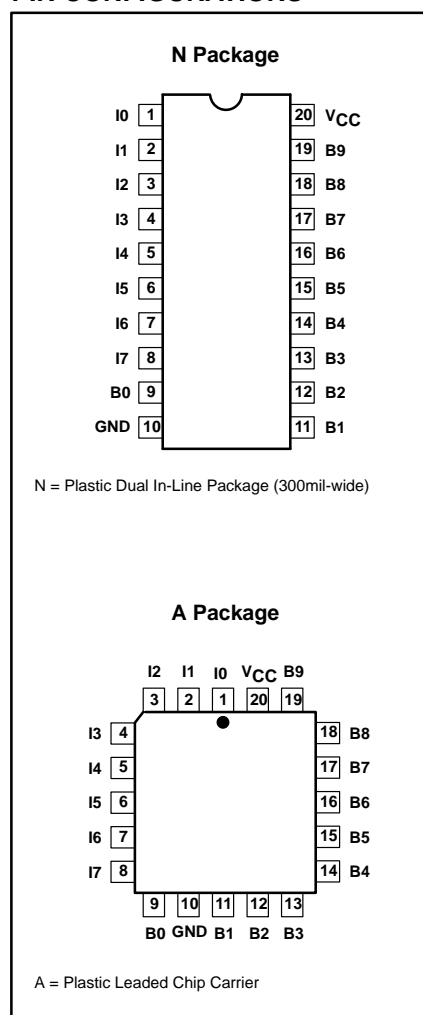 N Package
I0 1 20 VCC
I1 2 19 B9
I2 3 18 B8
I3 4 17 B7
I4 5 16 B6
I5 6 15 B5
I6 7 14 B4
I7 8 13 B3
B0 9 12 B2
GND 10 11 B1
N = Plastic Dual In-Line Package (300mil-wide)
A Package
I2 I1 I0 VCC B9
3 2 1 20 19
I3 4 18 B8
I4 5 17 B7
I5 6 16 B6
I6 7 15 B5
I7 8 14 B4
9 10 11 12 13
B0 GND B1 B2 B3
A = Plastic Leaded Chip Carrier